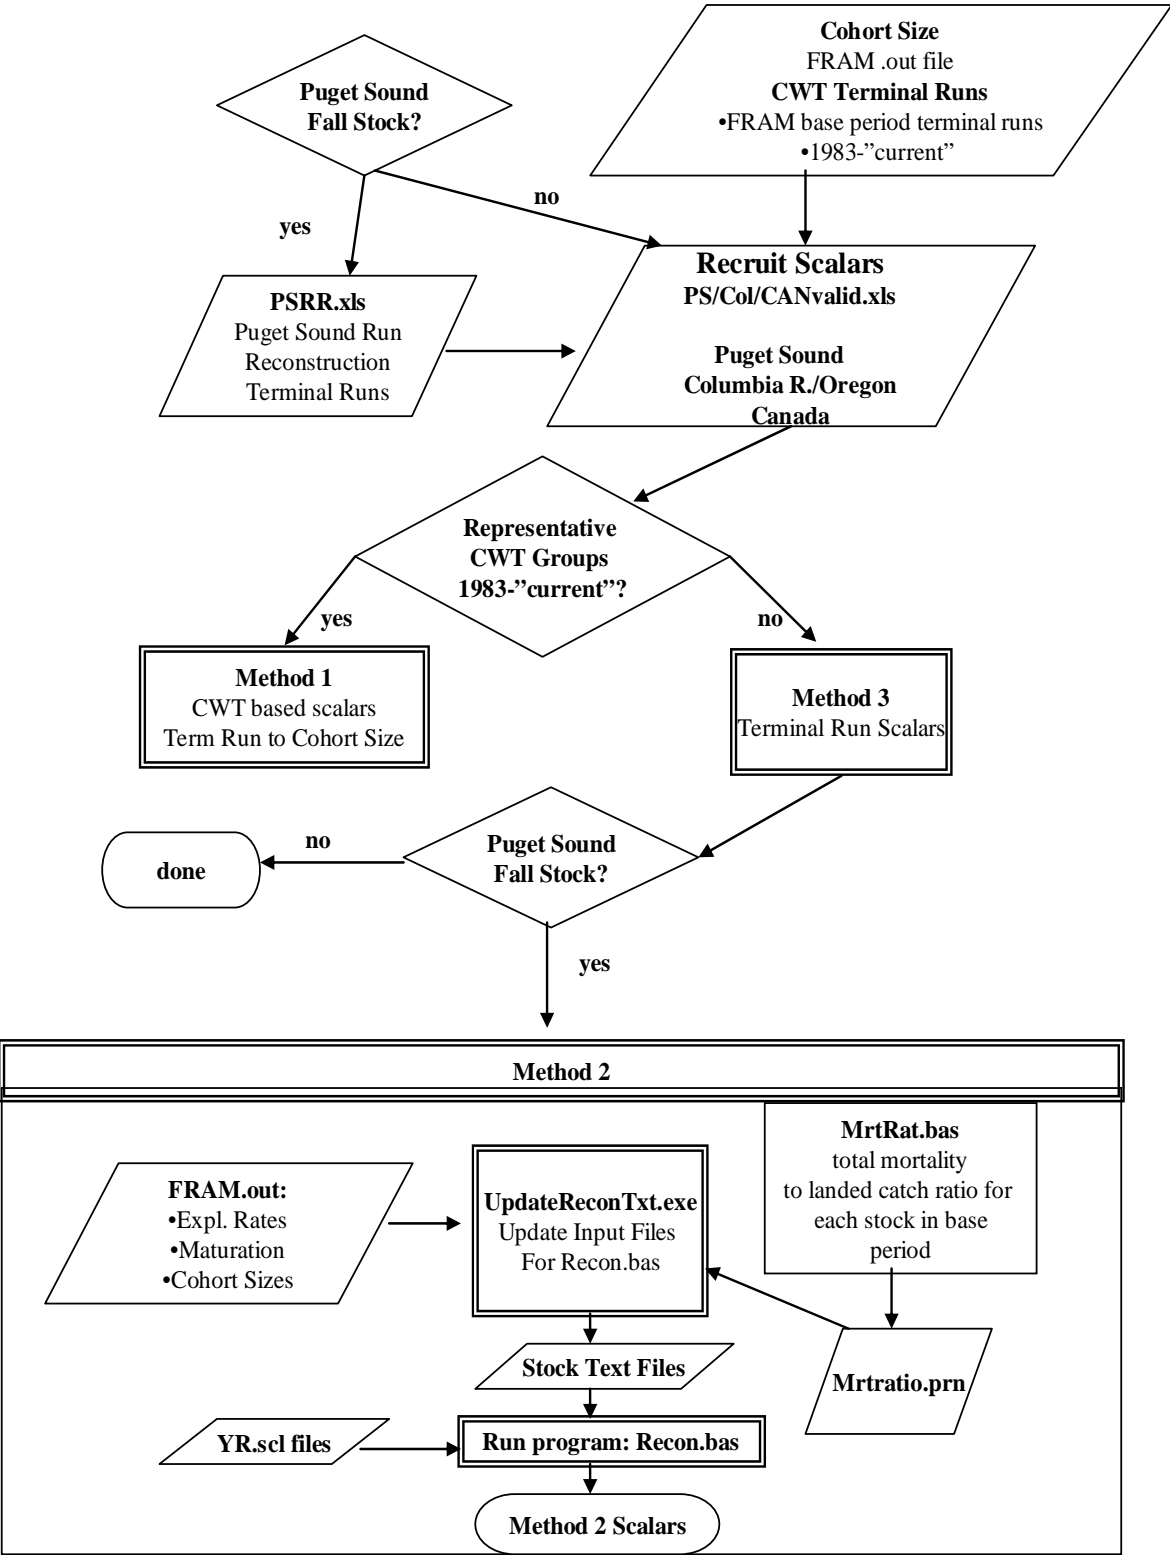 Cohort Size
FRAM .out file
CWT Terminal Runs
•FRAM base period terminal runs
•1983-”current”
Puget Sound
Fall Stock?
no
yes
Recruit Scalars
PS/Col/CANvalid.xls
Puget Sound
Columbia R./Oregon
Canada
PSRR.xls
Puget Sound Run
Reconstruction
Terminal Runs
Representative
CWT Groups
1983-”current”?
yes
no
Method 1
CWT based scalars
Term Run to Cohort Size
Method 3
Terminal Run Scalars
Puget Sound
Fall Stock?
no
done
yes
Method 2
MrtRat.bas
total mortality
to landed catch ratio for
each stock in base
period
FRAM.out:
•Expl. Rates
•Maturation
•Cohort Sizes
UpdateReconTxt.exe
Update Input Files
For Recon.bas
Stock Text Files
Mrtratio.prn
YR.scl files
Run program: Recon.bas
Method 2 Scalars